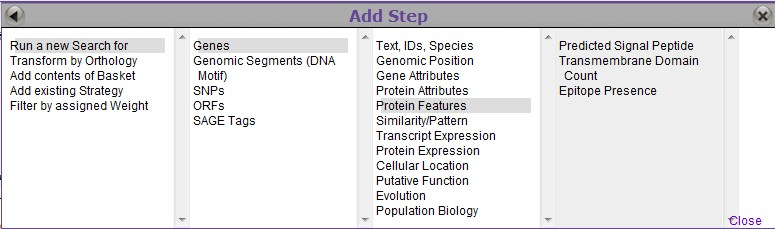 Add Step
Run a new Search for
Transform by Orthology
Add contents of Basket
Add existing Strategy
Filter by assigned Weight
Genes
Genomic Segments (DNA
Motif)
SNPs
ORFs
SAGE Tags
Text, IDs, Species
Genomic Position
Gene Attributes
Protein Attributes
Protein Features
Similarity/Pattern
Transcript Expression
Protein Expression
Cellular Location
Putative Function
Evolution
Population Biology
Predicted Signal Peptide
Transmembrane Domain
Count
Epitope Presence
Close